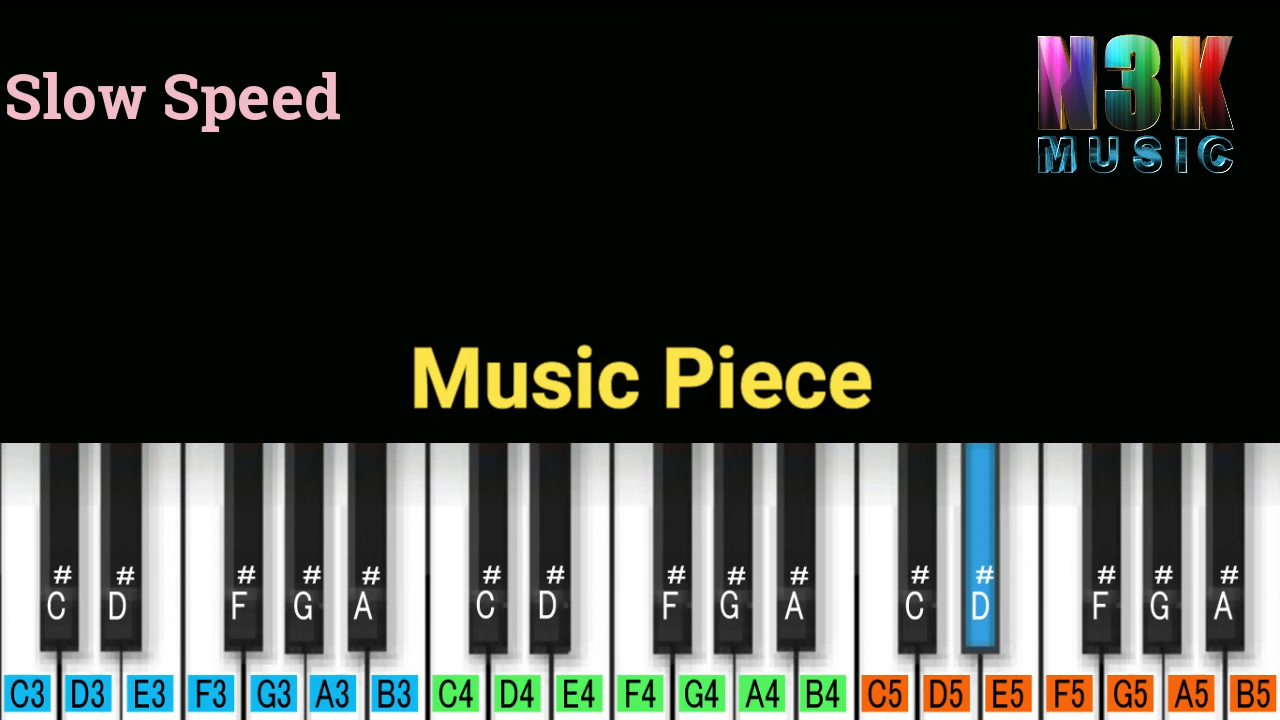 Slow Speed
N3K
MUSIC
Music Piece
# # # # # # # # # # # # # # #
C D F G A C D F G A C D F G A
C3 D3 E3 F3 G3 A3 B3 C4 D4 E4 F4 G4 A4 B4 C5 D5 E5 F5 G5 A5 B5